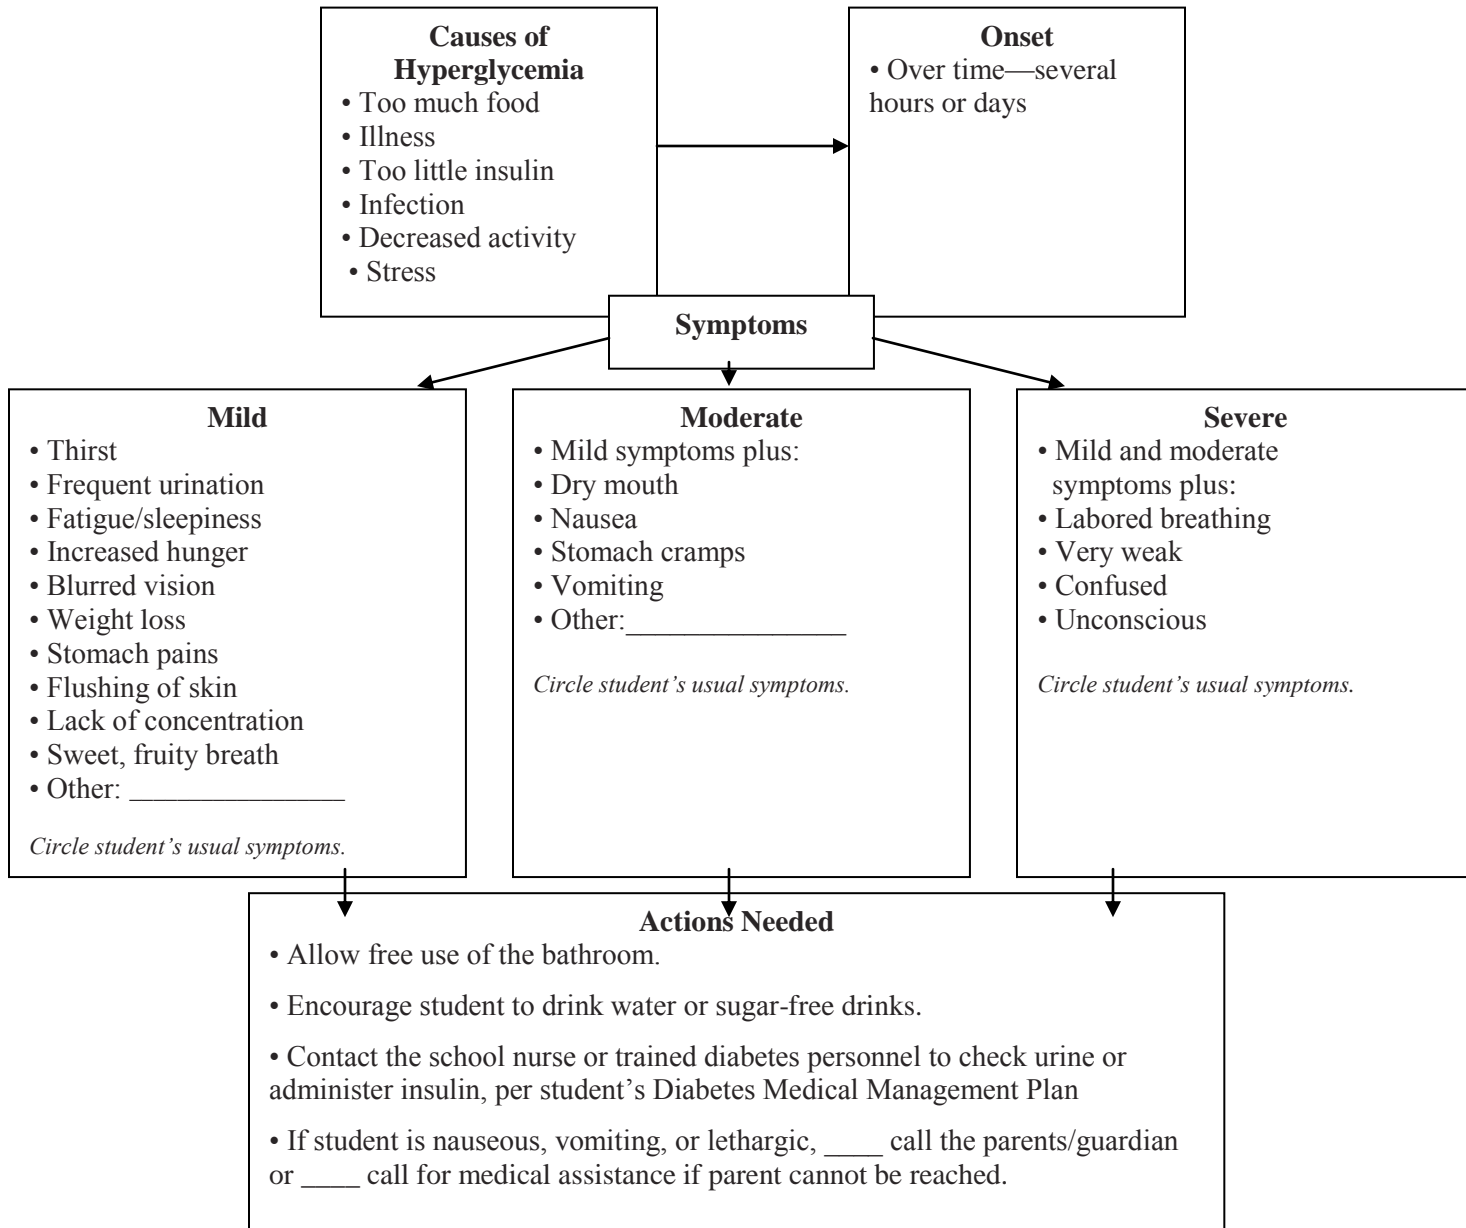 Causes of
Hyperglycemia
• Too much food
• Illness
• Too little insulin
• Infection
• Decreased activity
• Stress
Onset
• Over time—several
hours or days
Symptoms
Mild
• Thirst
• Frequent urination
• Fatigue/sleepiness
• Increased hunger
• Blurred vision
• Weight loss
• Stomach pains
• Flushing of skin
• Lack of concentration
• Sweet, fruity breath
• Other: _______________
Circle student’s usual symptoms.
Moderate
• Mild symptoms plus:
• Dry mouth
• Nausea
• Stomach cramps
• Vomiting
• Other:_______________
Circle student’s usual symptoms.
Severe
• Mild and moderate
symptoms plus:
• Labored breathing
• Very weak
• Confused
• Unconscious
Circle student’s usual symptoms.
Actions Needed
• Allow free use of the bathroom.
• Encourage student to drink water or sugar-free drinks.
• Contact the school nurse or trained diabetes personnel to check urine or
administer insulin, per student’s Diabetes Medical Management Plan
• If student is nauseous, vomiting, or lethargic, ____ call the parents/guardian
or ____ call for medical assistance if parent cannot be reached.